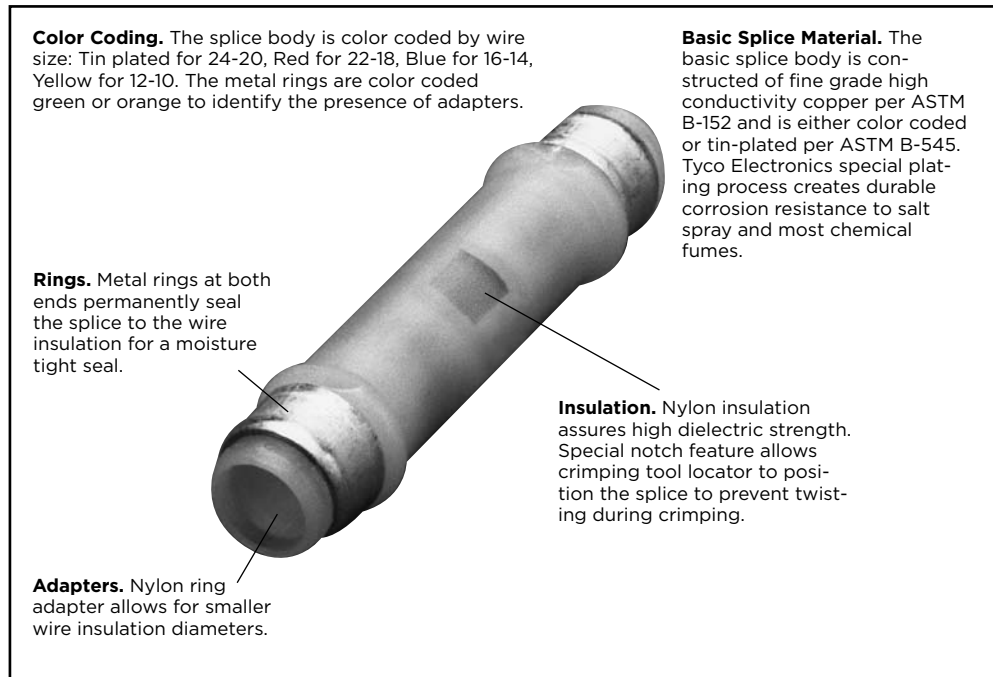 Color Coding. The splice body is color coded by wire
size: Tin plated for 24-20, Red for 22-18, Blue for 16-14,
Yellow for 12-10. The metal rings are color coded
green or orange to identify the presence of adapters.
Basic Splice Material. The
basic splice body is con-
structed of fine grade high
conductivity copper per ASTM
B-152 and is either color coded
or tin-plated per ASTM B-545.
Tyco Electronics special plat-
ing process creates durable
corrosion resistance to salt
spray and most chemical
fumes.
Rings. Metal rings at both
ends permanently seal
the splice to the wire
insulation for a moisture
tight seal.
Insulation. Nylon insulation
assures high dielectric strength.
Special notch feature allows
crimping tool locator to posi-
tion the splice to prevent twist-
ing during crimping.
Adapters. Nylon ring
adapter allows for smaller
wire insulation diameters.